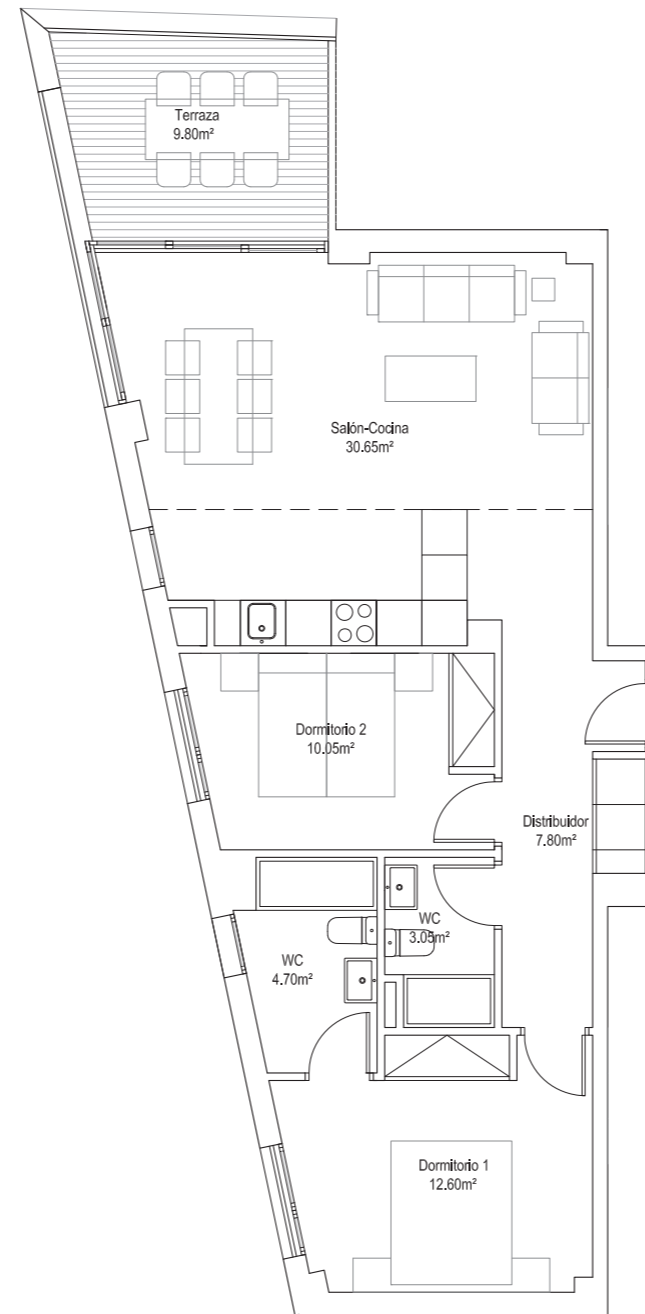 Terraza
9.80m²
Salón-Cocina
30.65m²
Dormitorio 2
10.05m²
Distribuidor
7.80m²
WC
3.05m²
WC
4.70m²
Dormitorio 1
12.60m²